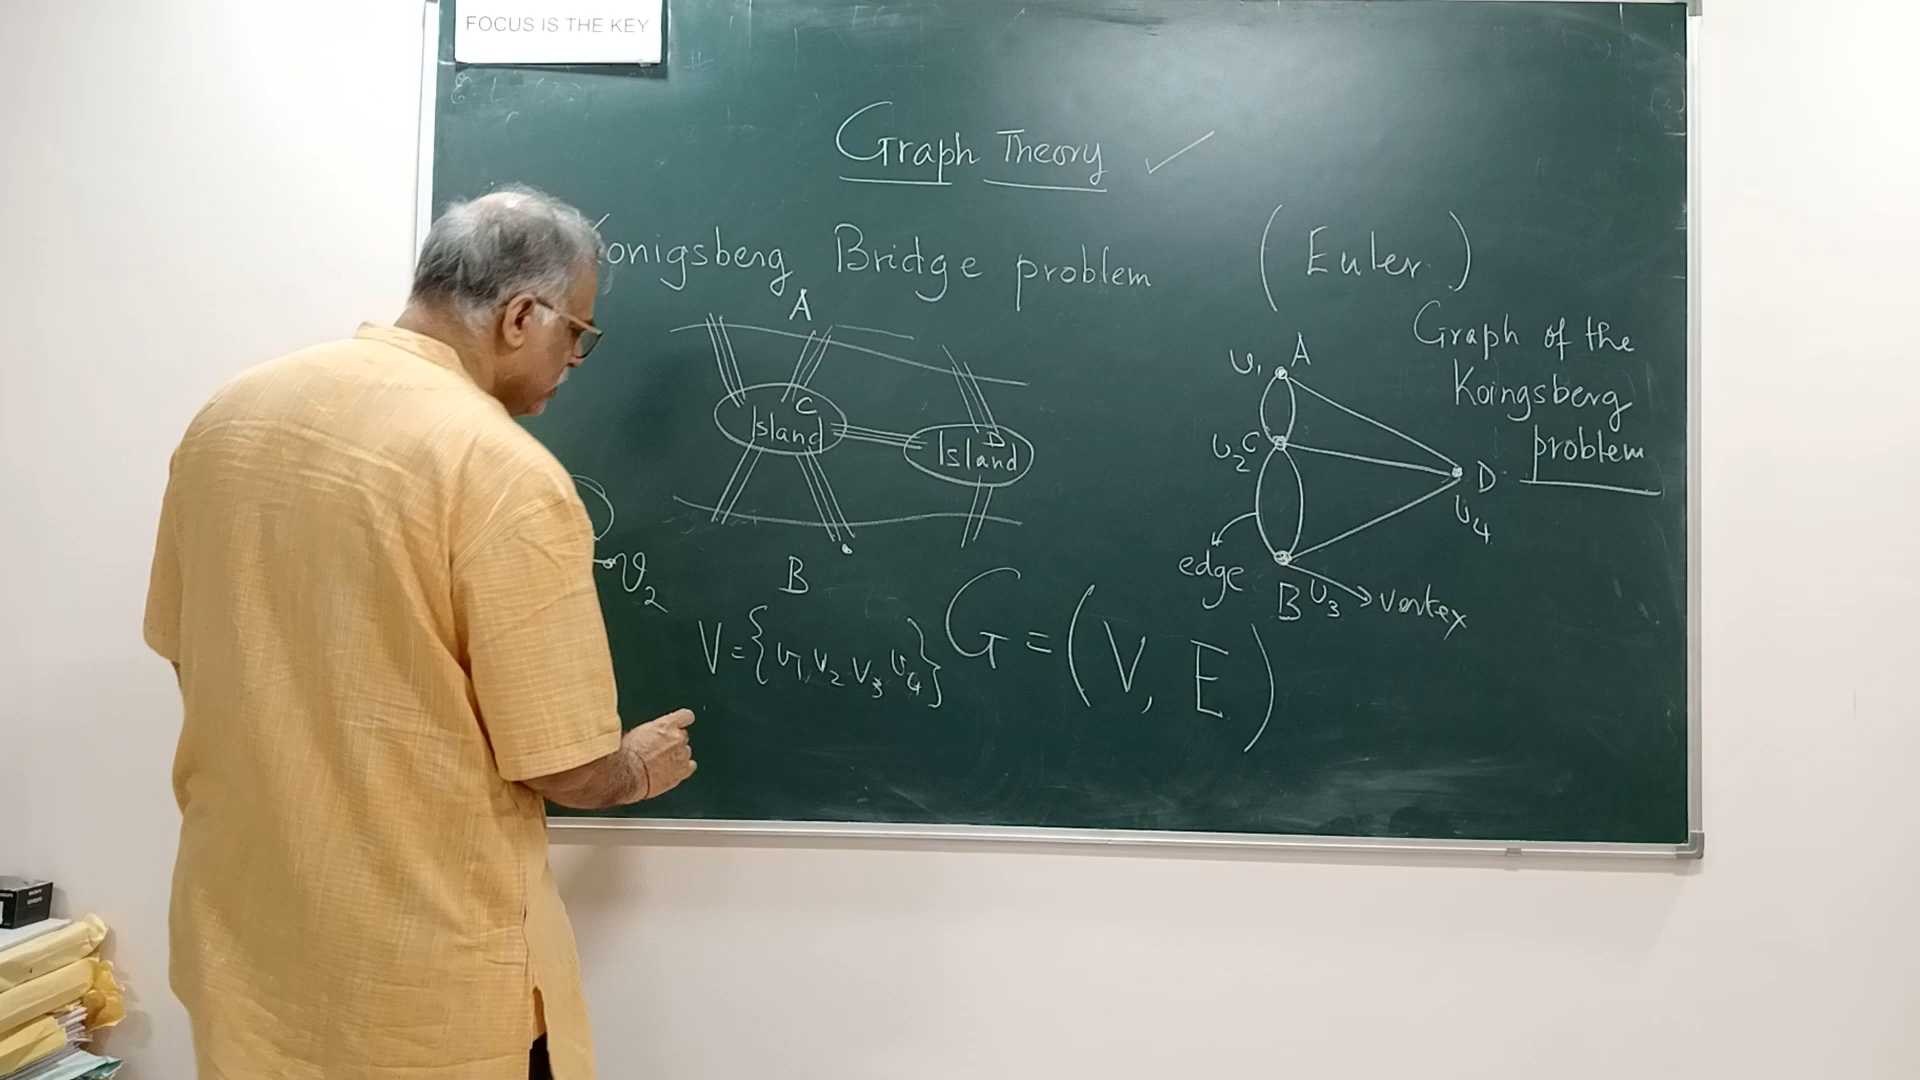 FOCUS IS THE KEY
Graph Theory
onigsberg Bridge problem (Euler)
A
C
Island
D
Island
B
v2
V={v1, v2 v3 v4}
G = (V, E)
v1 A
v2 C
D
v4
edge
B v3 vertex
Graph of the
Koingsberg
problem